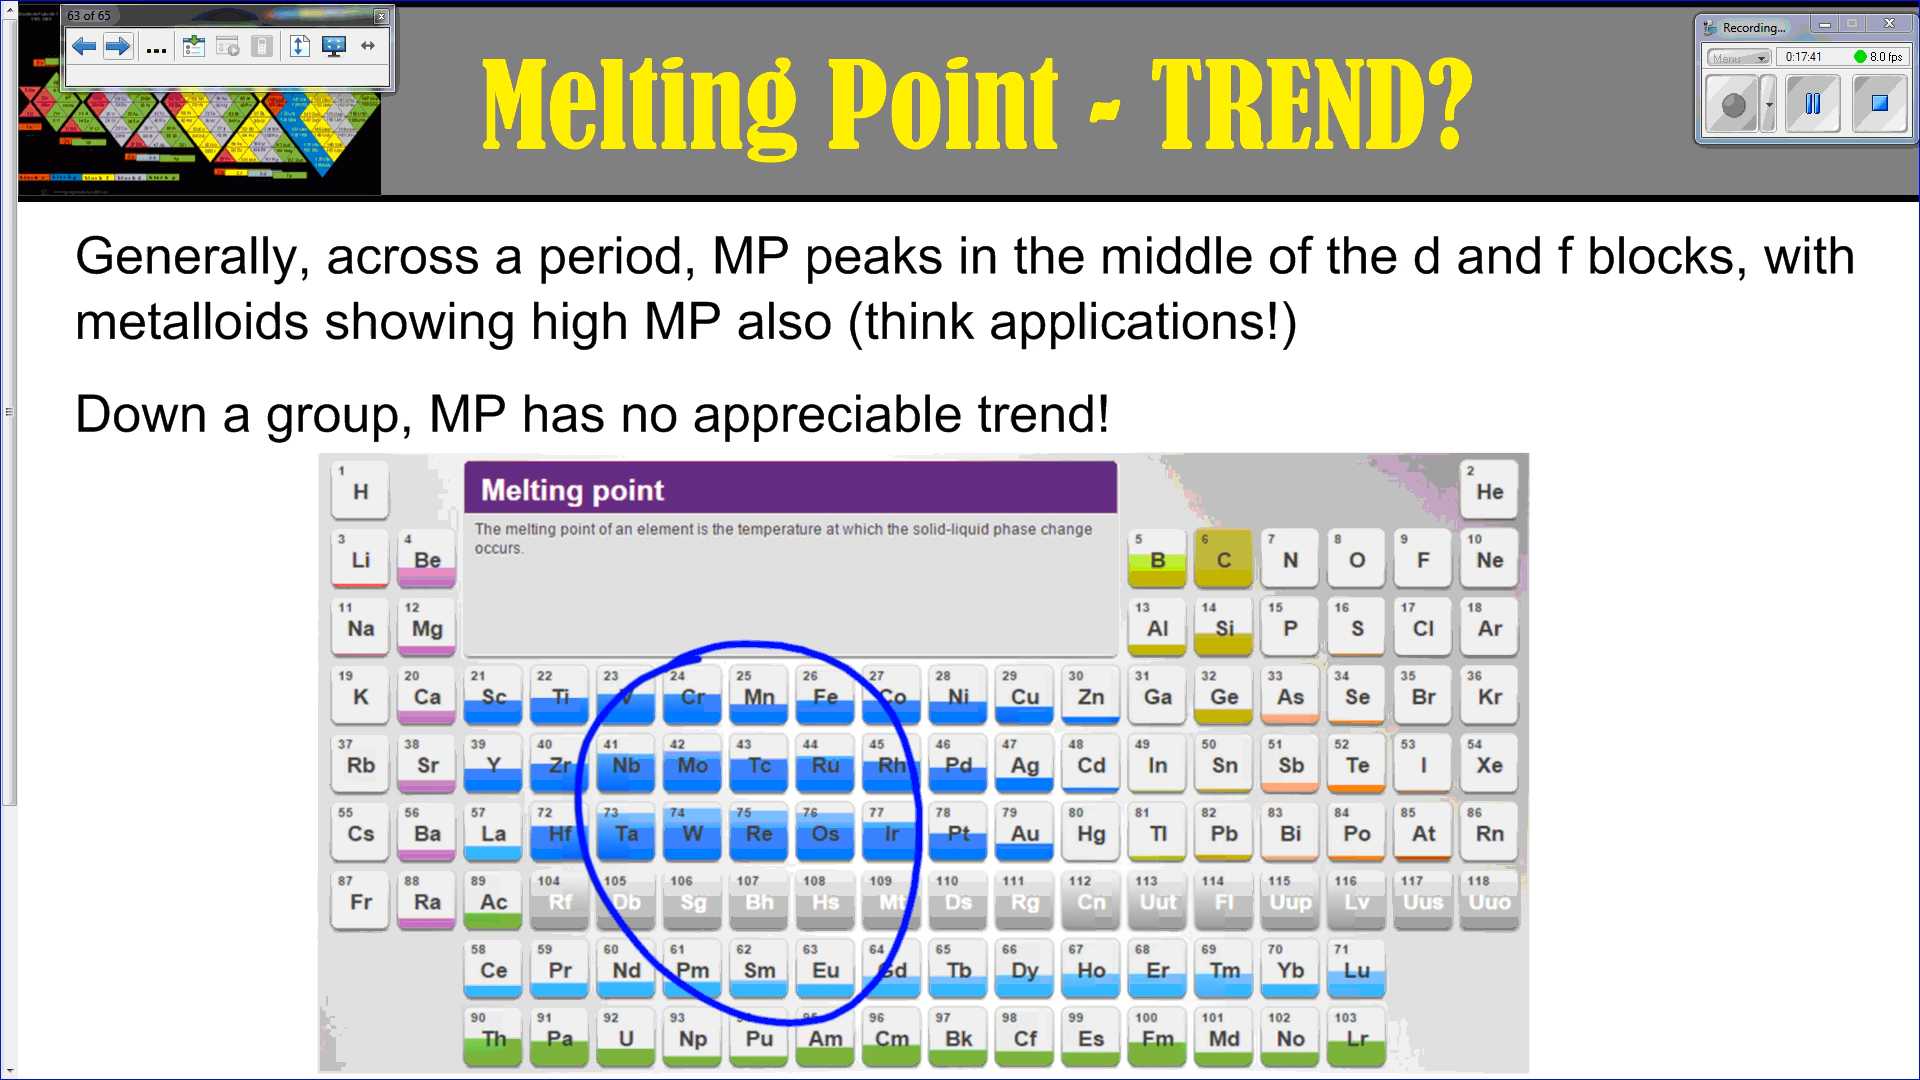 63 of 65
Recording...
Menu
0:17:41
8.0 fps
Melting Point - TREND?
Generally, across a period, MP peaks in the middle of the d and f blocks, with
metalloids showing high MP also (think applications!)
Down a group, MP has no appreciable trend!
Melting point
The melting point of an element is the temperature at which the solid-liquid phase change
occurs.
1 H 2 He
3 Li 4 Be 5 B 6 C 7 N 8 O 9 F 10 Ne
11 Na 12 Mg 13 Al 14 Si 15 P 16 S 17 Cl 18 Ar
19 K 20 Ca 21 Sc 22 Ti 23 V 24 Cr 25 Mn 26 Fe 27 Co 28 Ni 29 Cu 30 Zn 31 Ga 32 Ge 33 As 34 Se 35 Br 36 Kr
37 Rb 38 Sr 39 Y 40 Zr 41 Nb 42 Mo 43 Tc 44 Ru 45 Rh 46 Pd 47 Ag 48 Cd 49 In 50 Sn 51 Sb 52 Te 53 I 54 Xe
55 Cs 56 Ba 57 La 72 Hf 73 Ta 74 W 75 Re 76 Os 77 Ir 78 Pt 79 Au 80 Hg 81 Tl 82 Pb 83 Bi 84 Po 85 At 86 Rn
87 Fr 88 Ra 89 Ac 104 Rf 105 Db 106 Sg 107 Bh 108 Hs 109 Mt 110 Ds 111 Rg 112 Cn 113 Uut 114 Fl 115 Uup 116 Lv 117 Uus 118 Uuo
58 Ce 59 Pr 60 Nd 61 Pm 62 Sm 63 Eu 64 Gd 65 Tb 66 Dy 67 Ho 68 Er 69 Tm 70 Yb 71 Lu
90 Th 91 Pa 92 U 93 Np Pu 95 Am 96 Cm 97 Bk 98 Cf 99 Es 100 Fm 101 Md 102 No 103 Lr